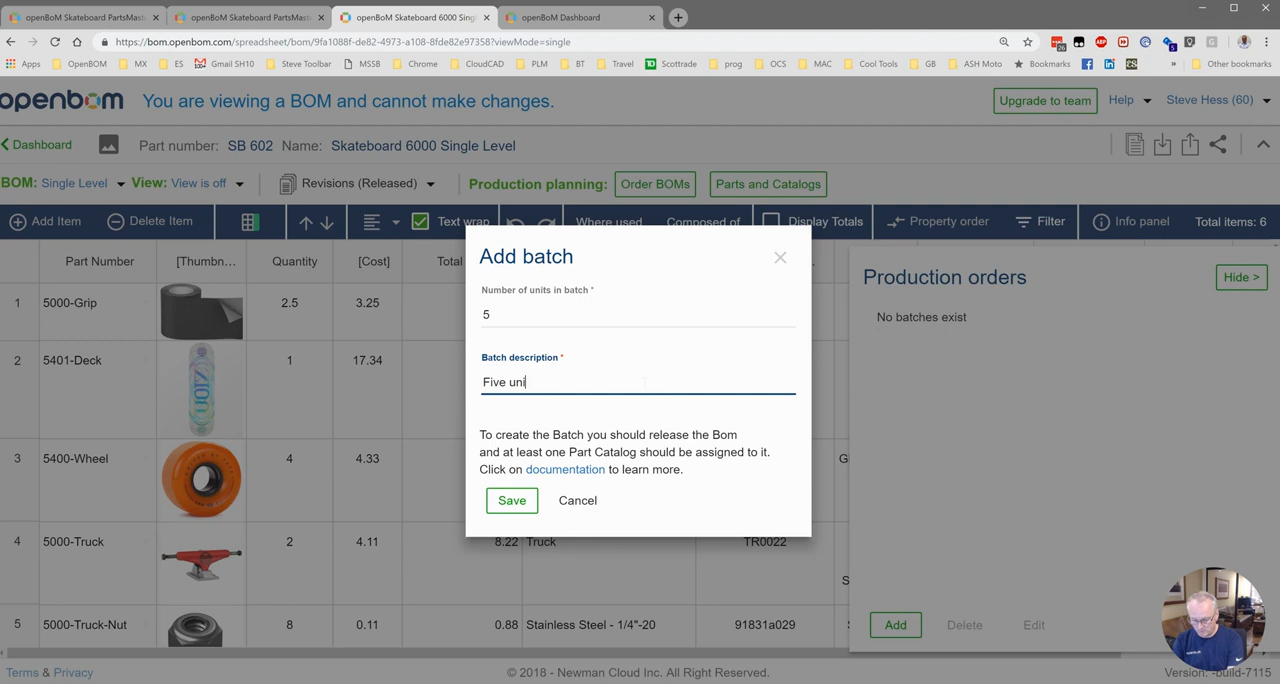 openBoM Skateboard PartsMast
openBoM Skateboard PartsMast
openBoM Skateboard 6000 Sing
openBoM Dashboard
https://bom.openbom.com/spreadsheet/bom/9fa1088f-de82-4973-a108-8fde82e97358?viewMode=single
Apps OpenBOM MX ES Gmail SH10 Steve Toolbar MSSB Chrome CloudCAD PLM BT Travel Scottrade prog OCS MAC Cool Tools GB ASH Moto Bookmarks » Other bookmarks
openbom You are viewing a BOM and cannot make changes. Upgrade to team Help Steve Hess (60)
Dashboard Part number: SB 602 Name: Skateboard 6000 Single Level
BOM: Single Level View: View is off Revisions (Released) Production planning: Order BOMs Parts and Catalogs
Add Item Delete Item Text wrap Where used Composed of Display Totals Property order Filter Info panel Total items: 6
Part Number [Thumbn... Quantity [Cost] Total
1 5000-Grip 2.5 3.25
2 5401-Deck 1 17.34
3 5400-Wheel 4 4.33
4 5000-Truck 2 4.11 8.22 Truck TR0022
5 5000-Truck-Nut 8 0.11 0.88 Stainless Steel - 1/4"-20 91831a029
Add batch
Number of units in batch *
5
Batch description *
Five uni
To create the Batch you should release the Bom
and at least one Part Catalog should be assigned to it.
Click on documentation to learn more.
Save Cancel
Production orders Hide >
No batches exist
Add Delete Edit
Terms & Privacy © 2018 - Newman Cloud Inc. All Right Reserved. Version: -build-7115